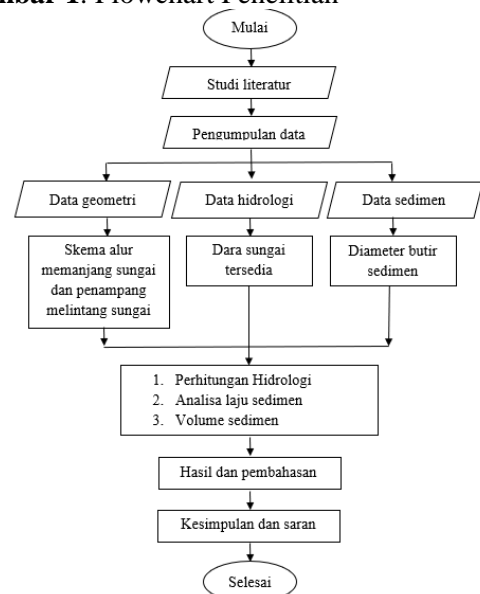 mbar 1. Flowchart Penelitian
Mulai
Studi literatur
Pengumpulan data
Data geometri
Data hidrologi
Data sedimen
Skema alur
memanjang sungai
dan penampang
melintang sungai
Dara sungai
tersedia
Diameter butir
sedimen
1. Perhitungan Hidrologi
2. Analisa laju sedimen
3. Volume sedimen
Hasil dan pembahasan
Kesimpulan dan saran
Selesai